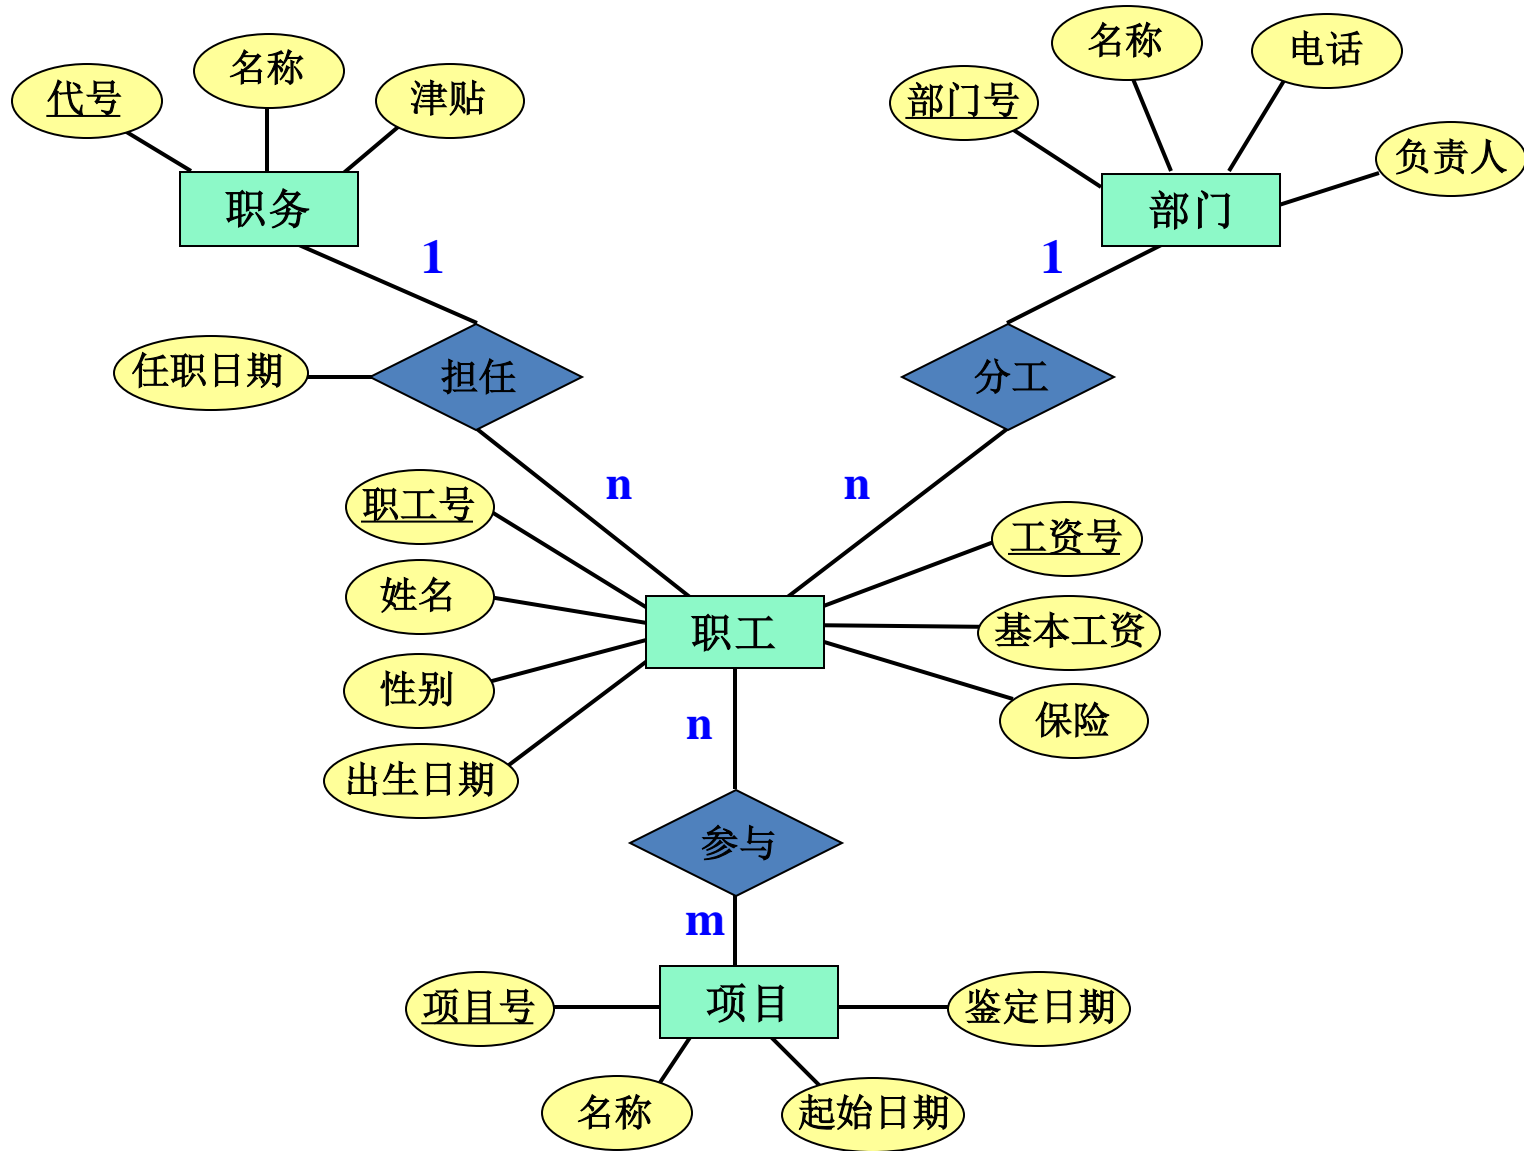 名称
电话
名称
代号
津贴
部门号
负责人
职务
部门
1
1
任职日期
担任
分工
n
n
职工号
工资号
姓名
职工
基本工资
性别
保险
n
出生日期
参与
m
项目号
项目
鉴定日期
名称
起始日期